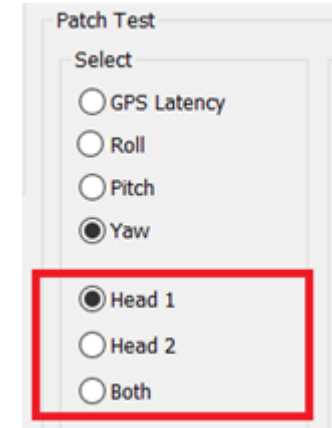 Patch Test
Select
GPS Latency
Roll
Pitch
Yaw
Head 1
Head 2
Both